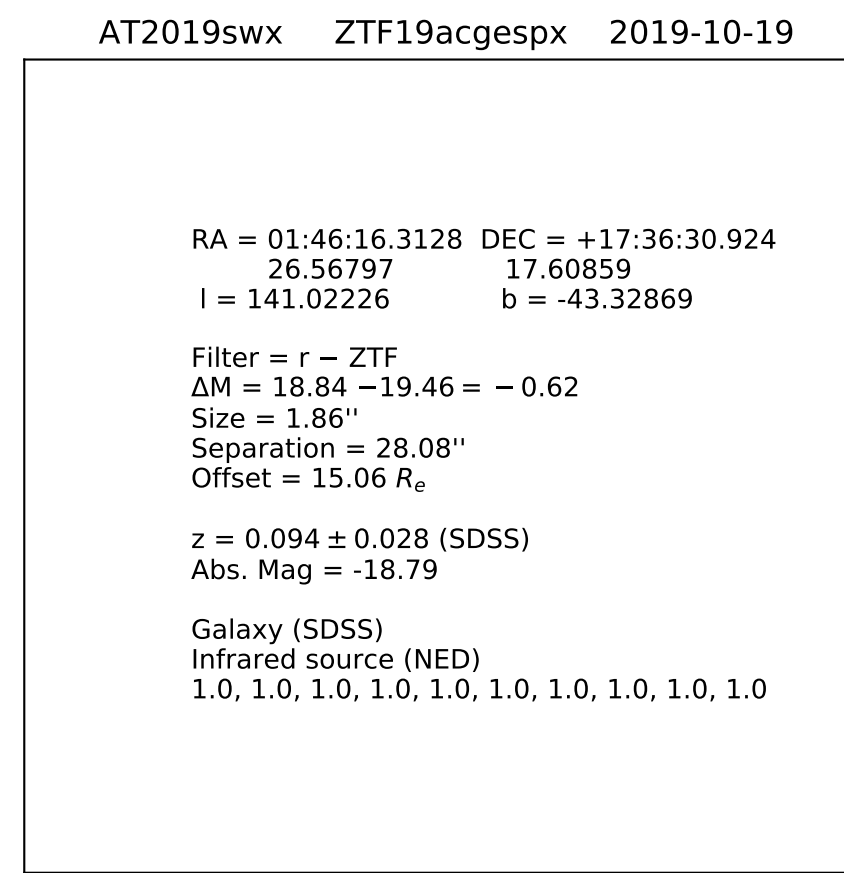 AT2019swx ZTF19acgespx 2019-10-19
RA = 01:46:16.3128 DEC = +17:36:30.924
26.56797 17.60859
l = 141.02226 b = -43.32869
Filter = r − ZTF
ΔM = 18.84 −19.46 = −0.62
Size = 1.86''
Separation = 28.08''
Offset = 15.06 Rₑ
z = 0.094 ± 0.028 (SDSS)
Abs. Mag = -18.79
Galaxy (SDSS)
Infrared source (NED)
1.0, 1.0, 1.0, 1.0, 1.0, 1.0, 1.0, 1.0, 1.0, 1.0